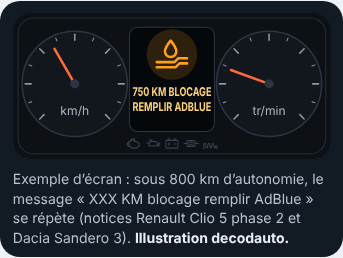 750 KM BLOCAGE
REMPLIR ADBLUE
km/h
tr/min
Exemple d’écran : sous 800 km d’autonomie, le
message « XXX KM blocage remplir AdBlue »
se répète (notices Renault Clio 5 phase 2 et
Dacia Sandero 3). Illustration decodauto.